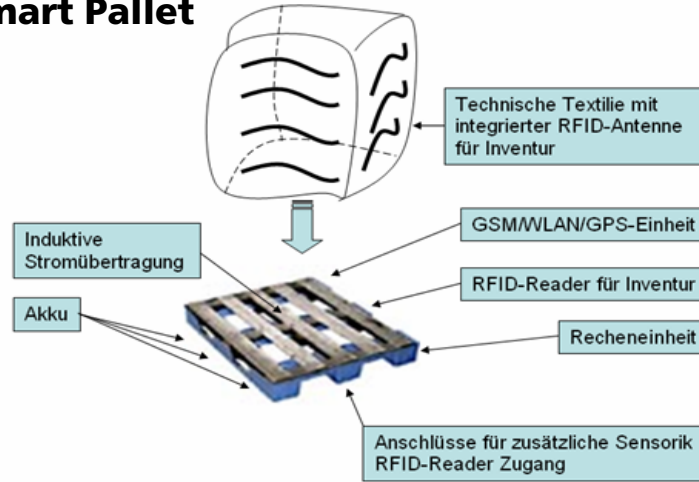 mart Pallet
Technische Textilie mit
integrierter RFID-Antenne
für Inventur
Induktive
Stromübertragung
GSM/WLAN/GPS-Einheit
RFID-Reader für Inventur
Akku
Recheneinheit
Anschlüsse für zusätzliche Sensorik
RFID-Reader Zugang